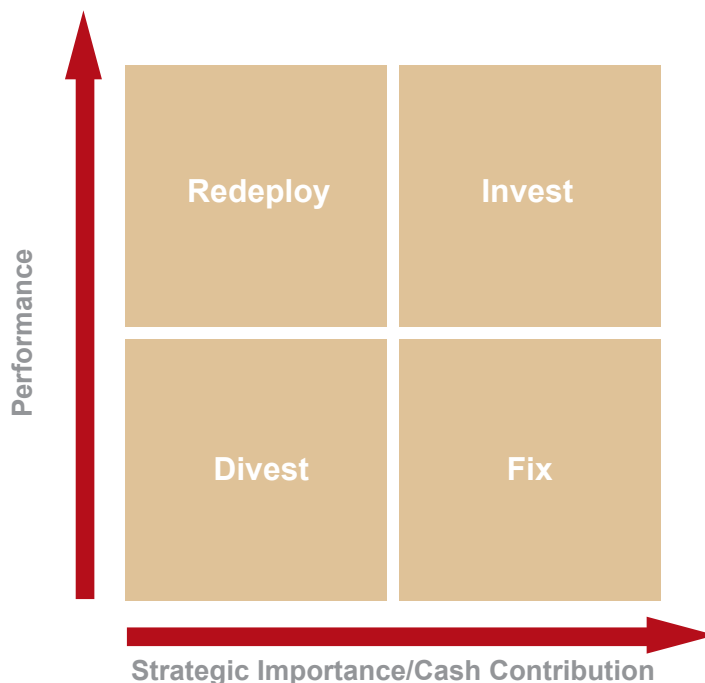 Performance
Redeploy
Invest
Divest
Fix
Strategic Importance/Cash Contribution